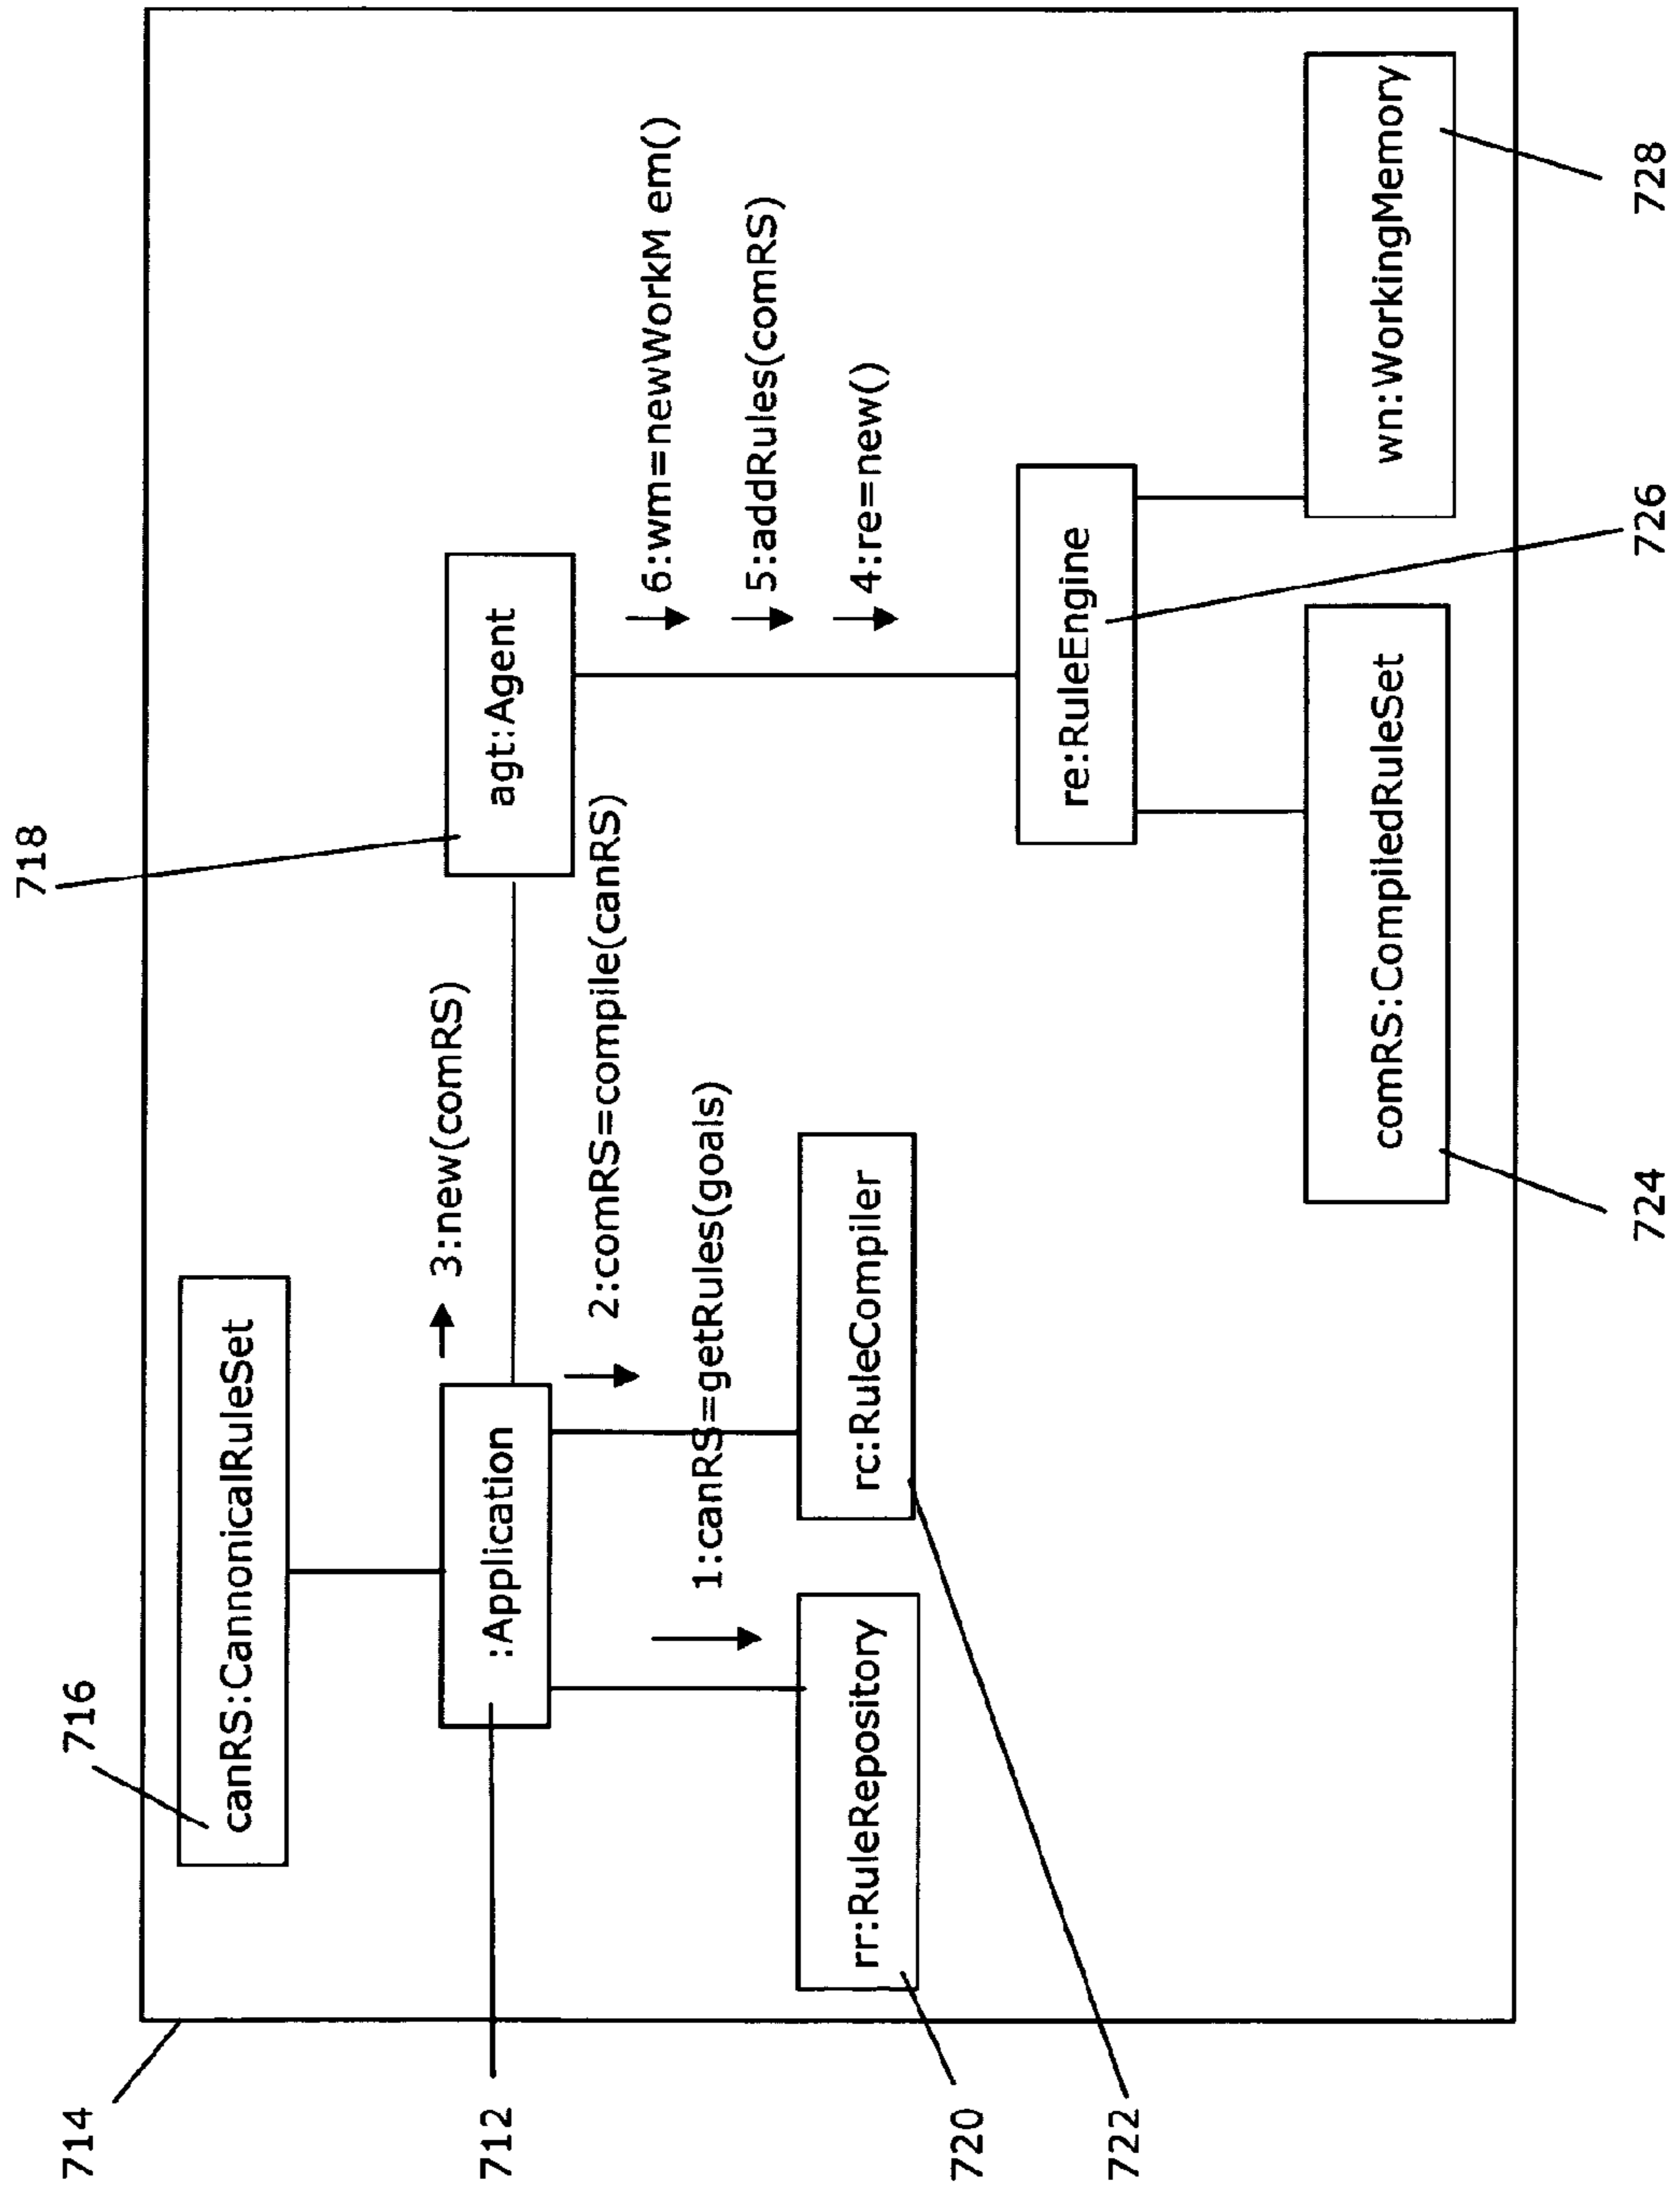 714
716
718
canRS:CannonicalRuleSet
3:new(comRS)
712
:Application
agt:Agent
2:comRS=compile(canRS)
6:wm=newWorkM em()
1:canRS=getRules(goals)
5:addRules(comRS)
4:re=new()
720
rr:RuleRepository
rc:RuleCompiler
722
re:RuleEngine
comRS:CompiledRuleSet
wn:WorkingMemory
724
726
728